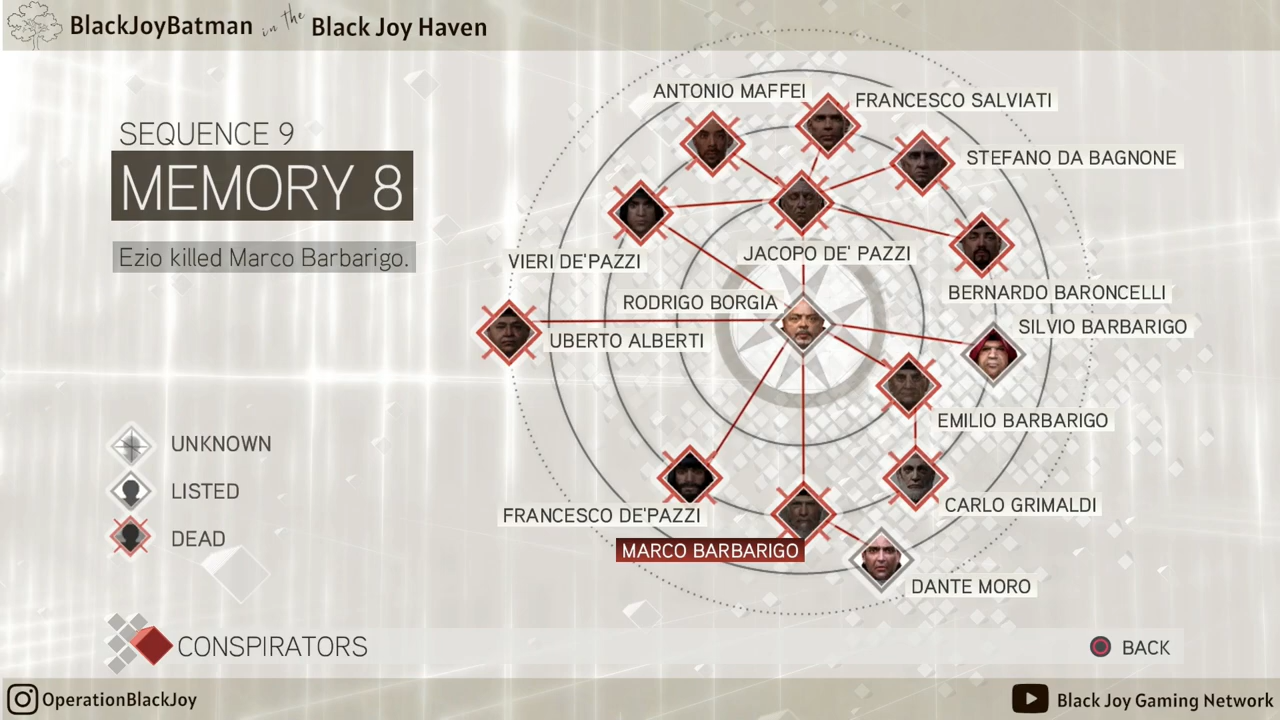 BlackJoyBatman in the Black Joy Haven
SEQUENCE 9
MEMORY 8
Ezio killed Marco Barbarigo.
ANTONIO MAFFEI
FRANCESCO SALVIATI
STEFANO DA BAGNONE
VIERI DE'PAZZI
JACOPO DE' PAZZI
BERNARDO BARONCELLI
RODRIGO BORGIA
SILVIO BARBARIGO
UBERTO ALBERTI
EMILIO BARBARIGO
CARLO GRIMALDI
FRANCESCO DE'PAZZI
MARCO BARBARIGO
DANTE MORO
UNKNOWN
LISTED
DEAD
CONSPIRATORS
BACK
OperationBlackJoy
Black Joy Gaming Network